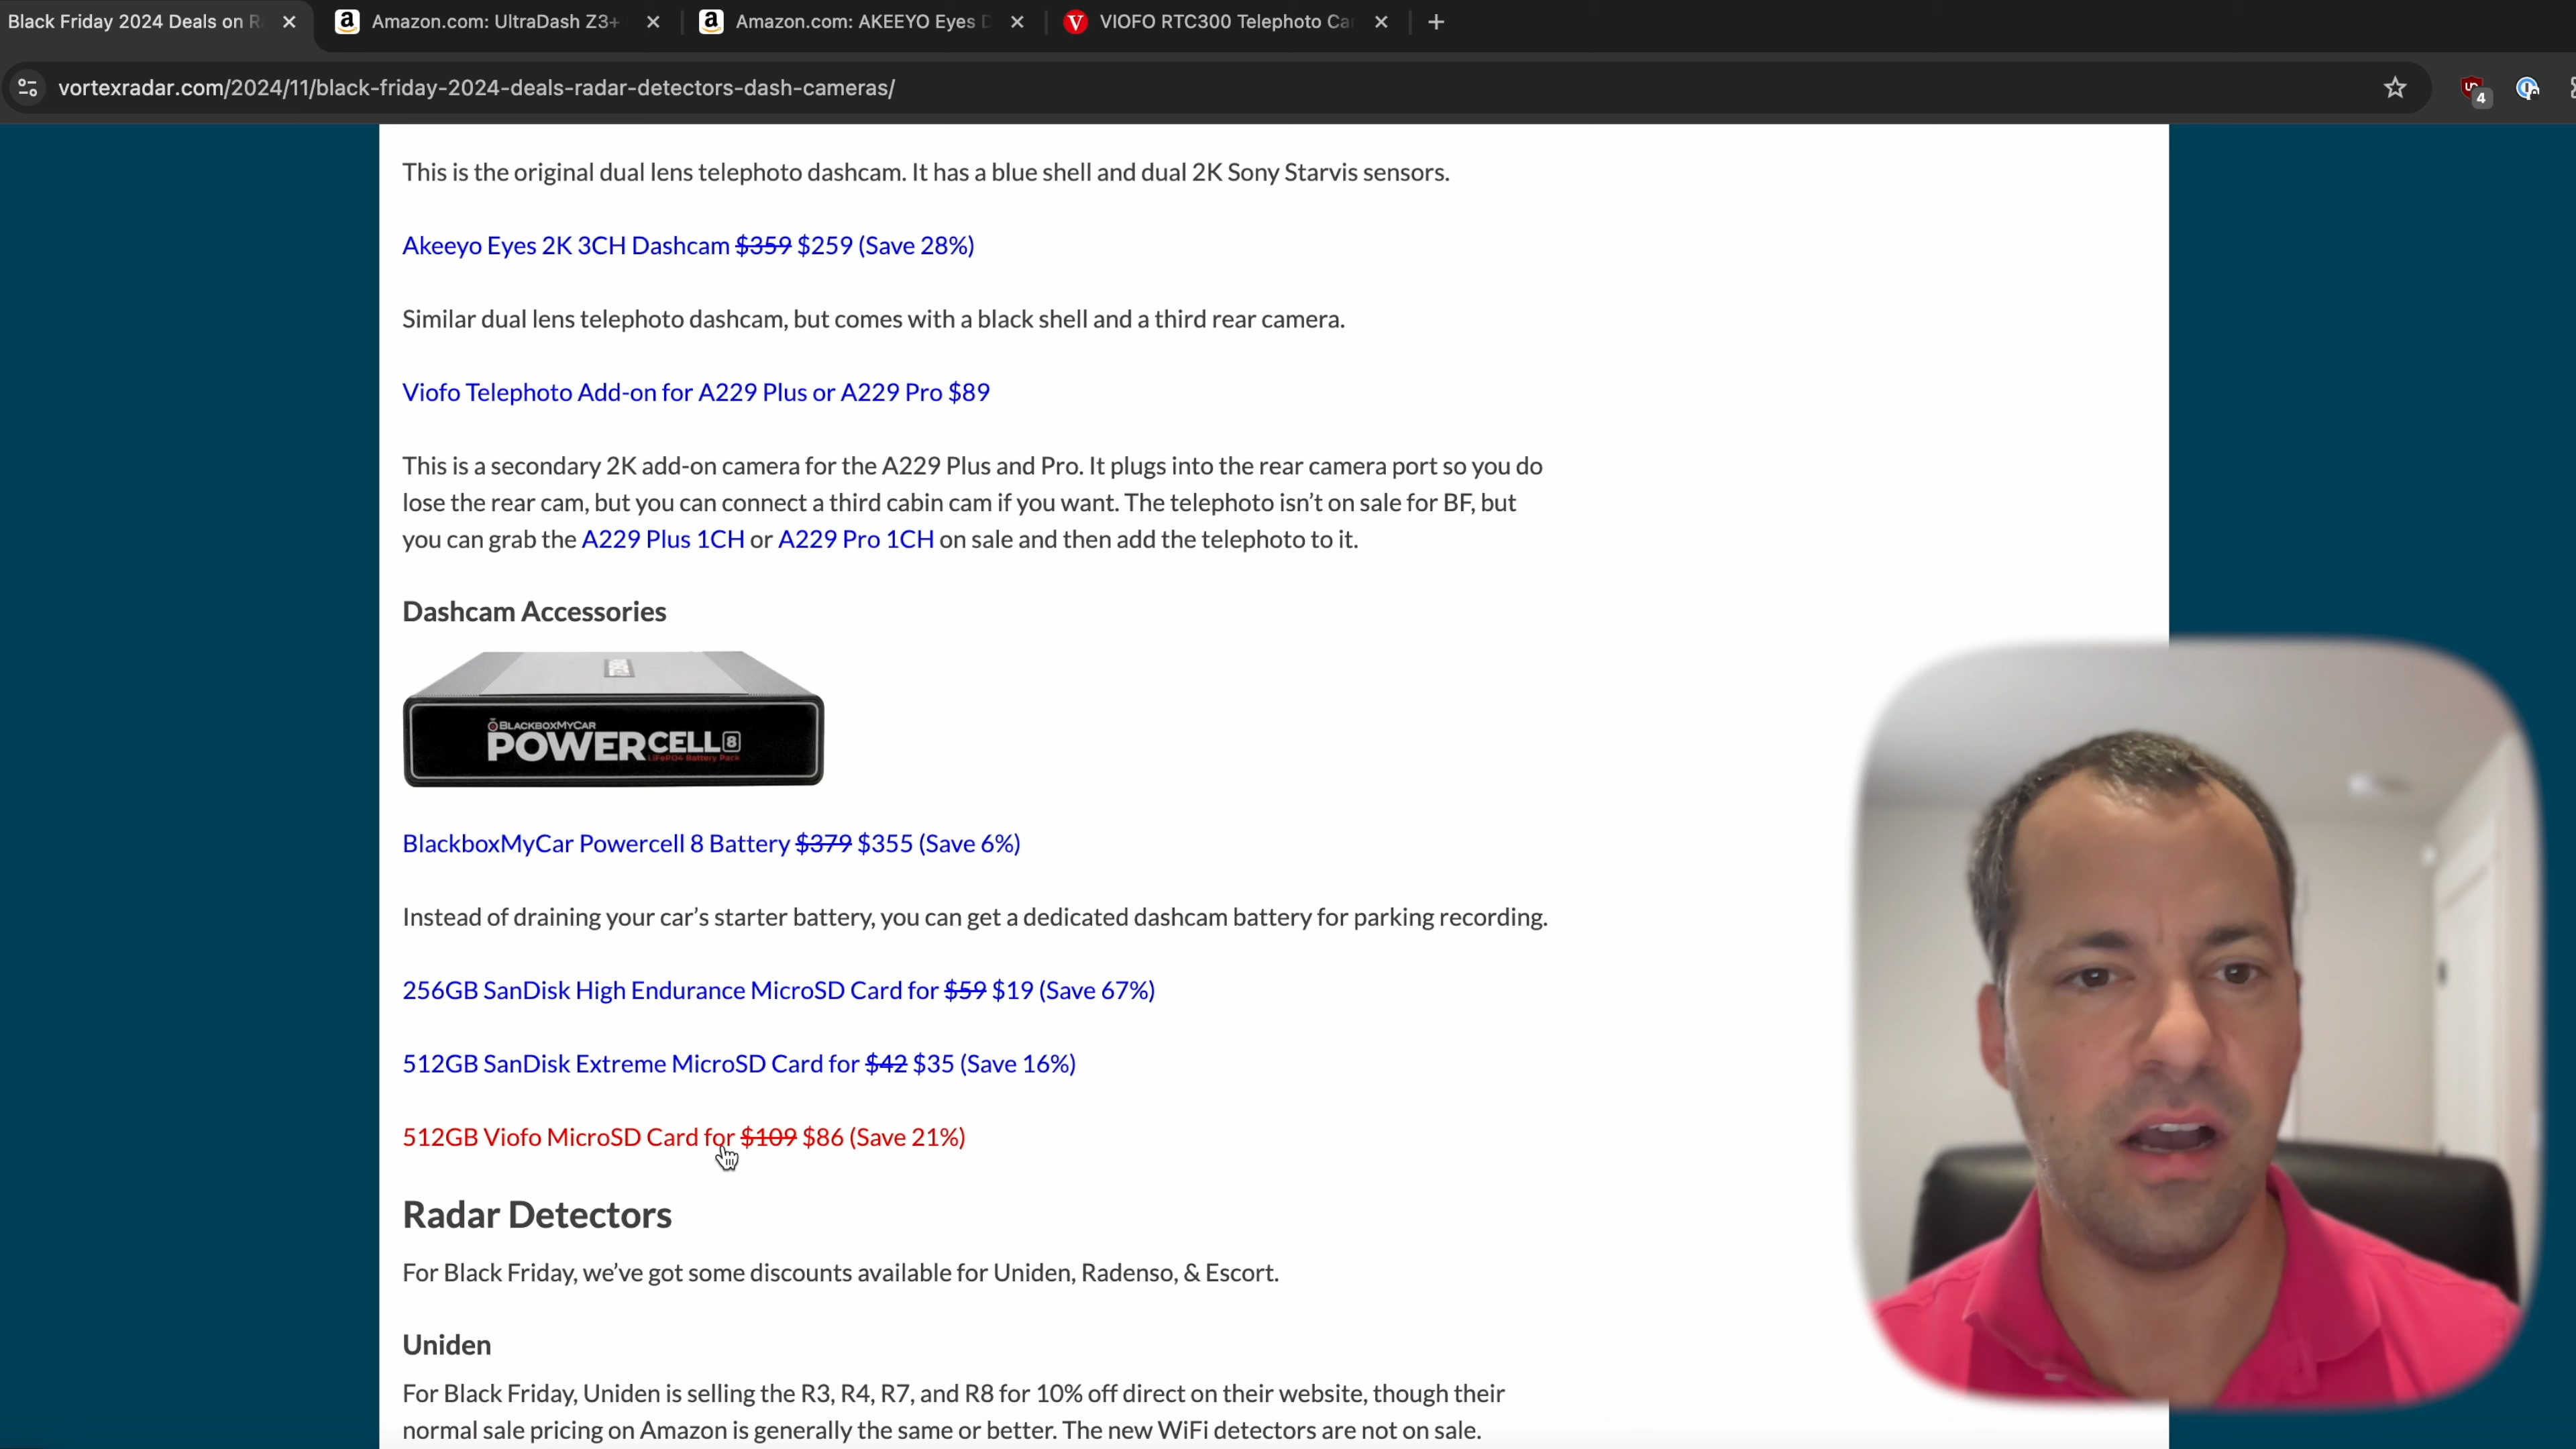 Black Friday 2024 Deals on R
Amazon.com: UltraDash Z3+
Amazon.com: AKEEYO Eyes D
VIOFO RTC300 Telephoto Ca
vortexradar.com/2024/11/black-friday-2024-deals-radar-detectors-dash-cameras/
4
This is the original dual lens telephoto dashcam. It has a blue shell and dual 2K Sony Starvis sensors.
Akeeyo Eyes 2K 3CH Dashcam $359 $259 (Save 28%)
Similar dual lens telephoto dashcam, but comes with a black shell and a third rear camera.
Viofo Telephoto Add-on for A229 Plus or A229 Pro $89
This is a secondary 2K add-on camera for the A229 Plus and Pro. It plugs into the rear camera port so you do
lose the rear cam, but you can connect a third cabin cam if you want. The telephoto isn't on sale for BF, but
you can grab the A229 Plus 1CH or A229 Pro 1CH on sale and then add the telephoto to it.
Dashcam Accessories
BLACKBOXMYCAR
POWERCELL 8
LiFePO4 Battery Pack
BlackboxMyCar Powercell 8 Battery $379 $355 (Save 6%)
Instead of draining your car's starter battery, you can get a dedicated dashcam battery for parking recording.
256GB SanDisk High Endurance MicroSD Card for $59 $19 (Save 67%)
512GB SanDisk Extreme MicroSD Card for $42 $35 (Save 16%)
512GB Viofo MicroSD Card for $109 $86 (Save 21%)
Radar Detectors
For Black Friday, we've got some discounts available for Uniden, Radenso, & Escort.
Uniden
For Black Friday, Uniden is selling the R3, R4, R7, and R8 for 10% off direct on their website, though their
normal sale pricing on Amazon is generally the same or better. The new WiFi detectors are not on sale.